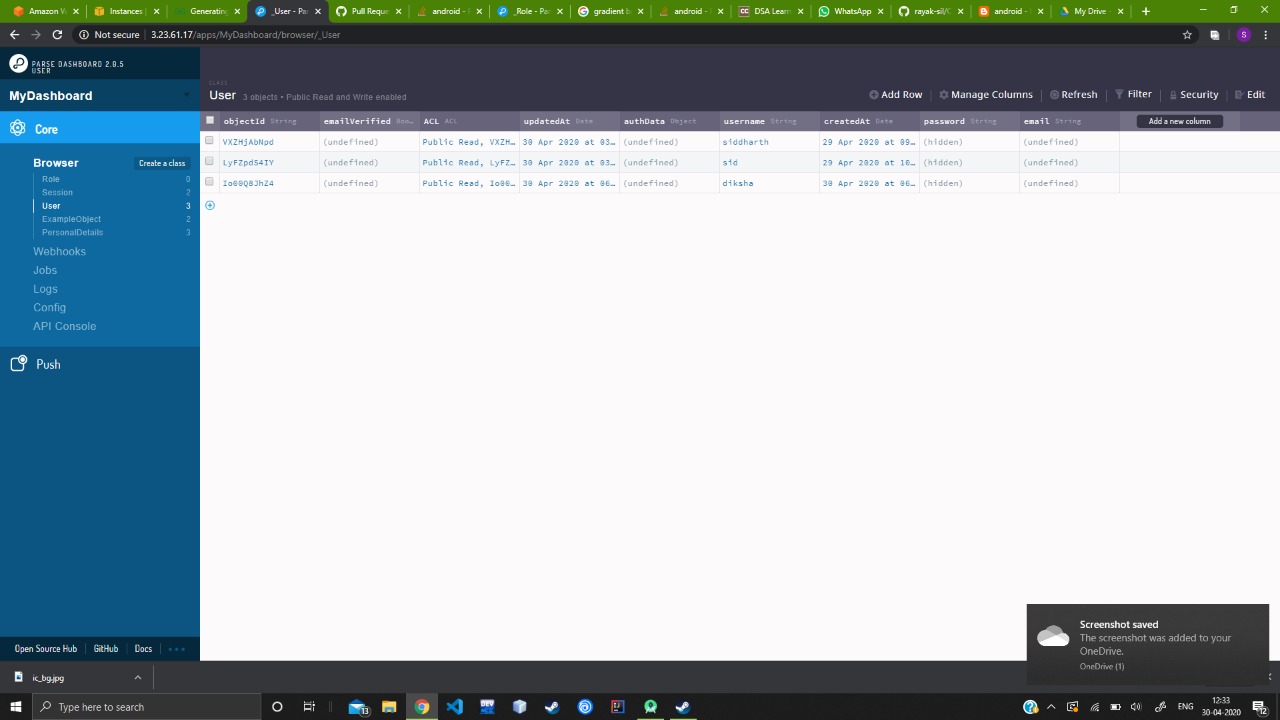 Amazon W
Instances |
Generating
_User - Par
Pull Reque
android - P
_Role - Par
gradient ba
android -
DSA Learn
WhatsApp
rayak-sil/C
android -
My Drive -
Not secure | 3.23.61.17/apps/MyDashboard/browser/_User
S
PARSE DASHBOARD 2.0.5
USER
MyDashboard
Core
Browser
Create a class
Role 0
Session 2
User 3
ExampleObject 2
PersonalDetails 3
Webhooks
Jobs
Logs
Config
API Console
Push
Open Source Hub GitHub Docs
CLASS
User 3 objects • Public Read and Write enabled
Add Row Manage Columns Refresh Filter Security Edit
objectId String emailVerified Boo… ACL ACL updatedAt Date authData Object username String createdAt Date password String email String Add a new column
VXZHjAbNpd (undefined) Public Read, VXZH… 30 Apr 2020 at 03… (undefined) siddharth 29 Apr 2020 at 09… (hidden) (undefined)
LyFZpdS4IY (undefined) Public Read, LyFZ… 30 Apr 2020 at 03… (undefined) sid 29 Apr 2020 at 10… (hidden) (undefined)
Io00Q8JhZ4 (undefined) Public Read, Io00… 30 Apr 2020 at 06… (undefined) diksha 30 Apr 2020 at 06… (hidden) (undefined)
Screenshot saved
The screenshot was added to your
OneDrive.
OneDrive (1)
ic_bg.jpg
Type here to search
13
ENG
12:33
30-04-2020
12